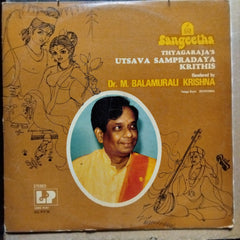 Sangeetha
THYAGARAJA'S
UTSAVA SAMPRADAYA
KRITHIS
Rendered by
Dr. M. BALAMURALI KRISHNA
STEREO
LP